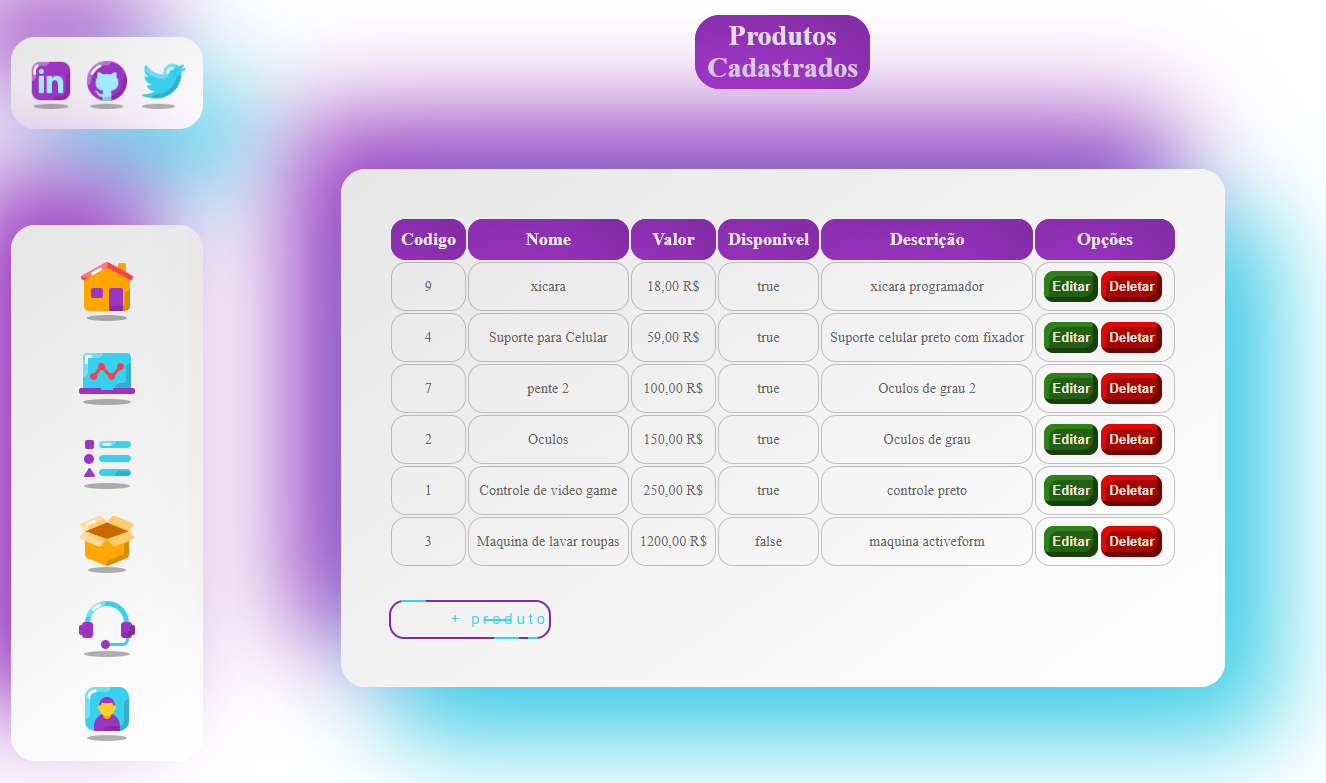 Produtos
Cadastrados
in
Codigo Nome Valor Disponivel Descrição Opções
9 xicara 18,00 R$ true xicara programador Editar Deletar
4 Suporte para Celular 59,00 R$ true Suporte celular preto com fixador Editar Deletar
7 pente 2 100,00 R$ true Oculos de grau 2 Editar Deletar
2 Oculos 150,00 R$ true Oculos de grau Editar Deletar
1 Controle de video game 250,00 R$ true controle preto Editar Deletar
3 Maquina de lavar roupas 1200,00 R$ false maquina activeform Editar Deletar
+ produto